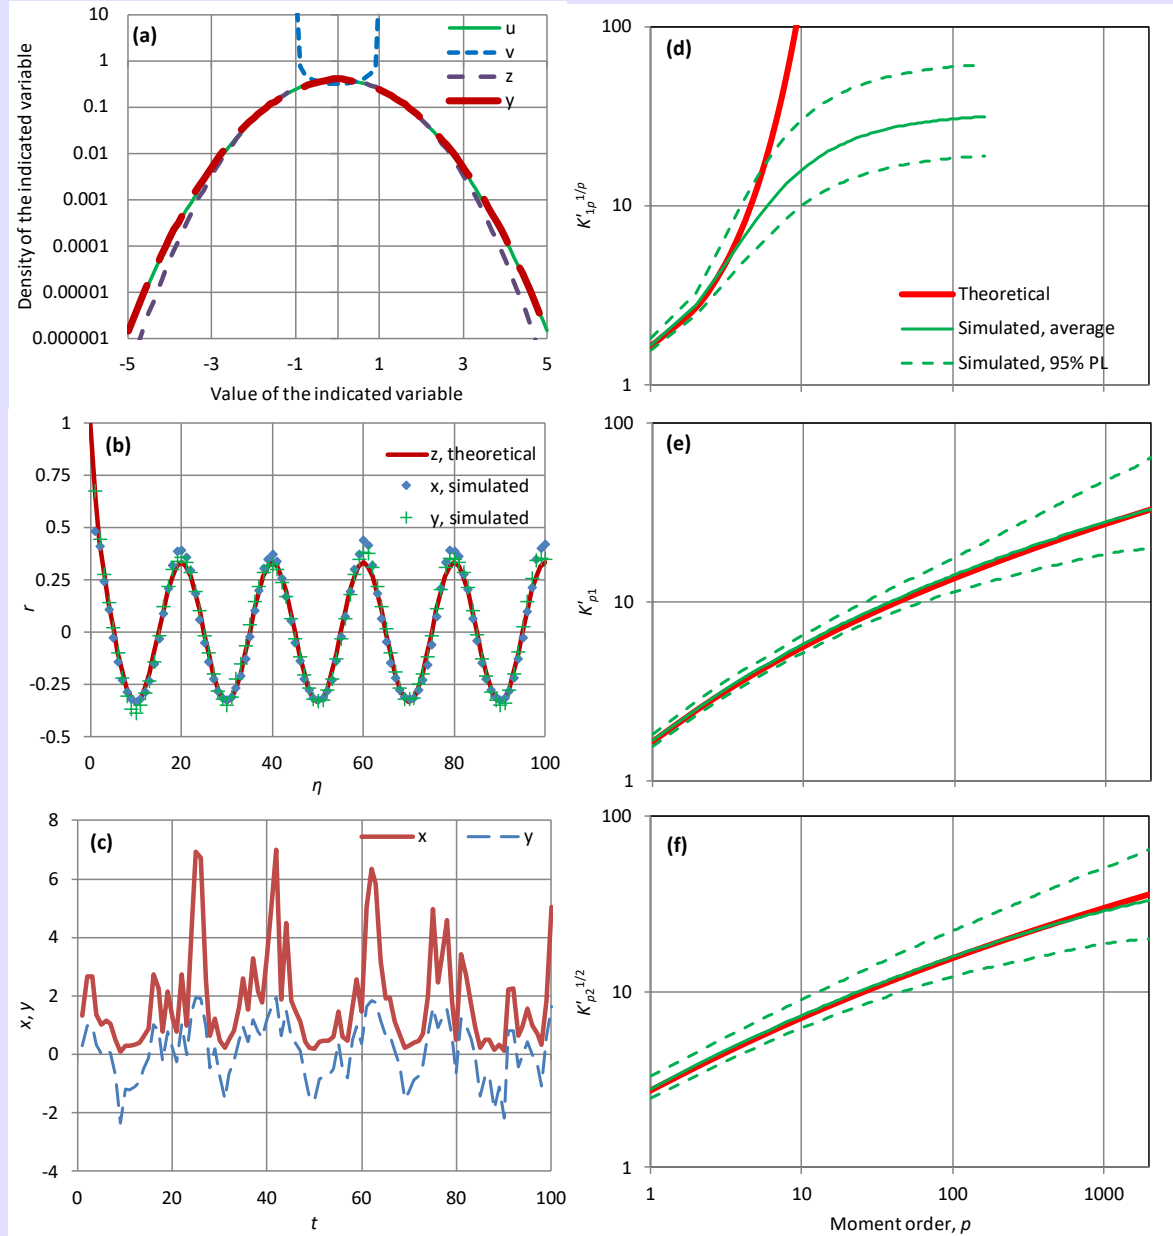 (a)
10
1
0.1
0.01
0.001
0.0001
0.00001
0.000001
-5
-3
-1
1
3
5
Density of the indicated variable
Value of the indicated variable
u
v
z
y
(b)
1
0.75
0.5
0.25
0
-0.25
-0.5
0
20
40
60
80
100
r
η
z, theoretical
x, simulated
y, simulated
(c)
8
6
4
2
0
-2
-4
0
20
40
60
80
100
x, y
t
x
y
(d)
100
10
1
K′1p^1/p
Theoretical
Simulated, average
Simulated, 95% PL
(e)
100
10
1
K′p1
(f)
100
10
1
K′p2^1/2
1
10
100
1000
Moment order, p